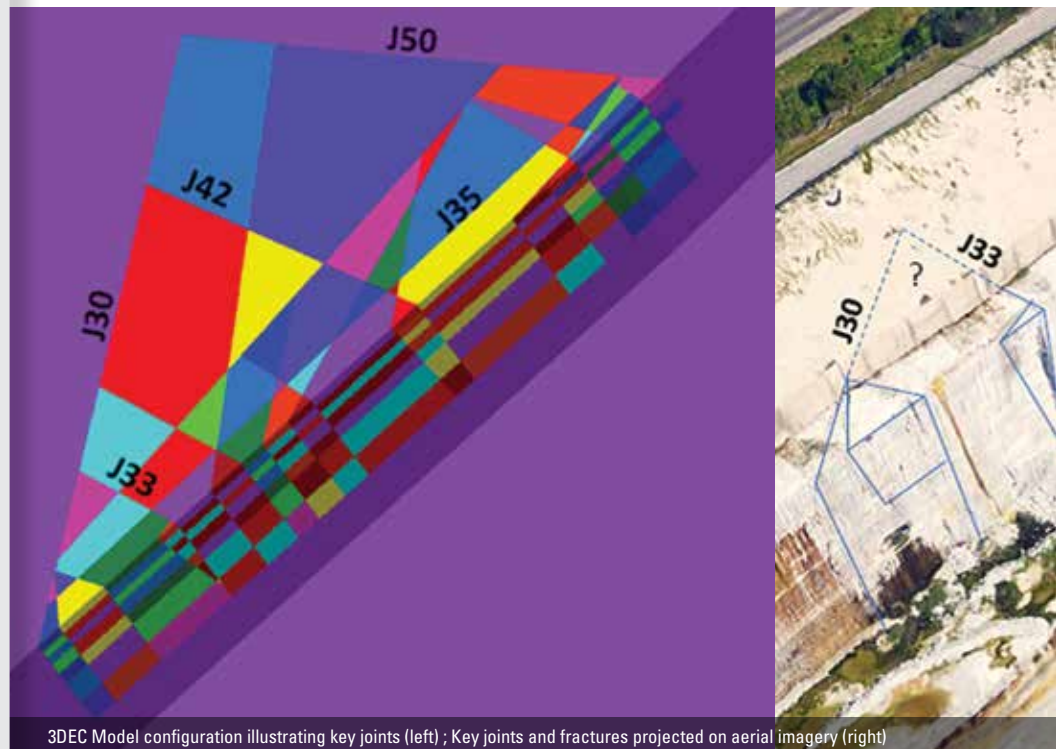 J50
J42
J35
J30
J33
J33
J30
?
3DEC Model configuration illustrating key joints (left) ; Key joints and fractures projected on aerial imagery (right)